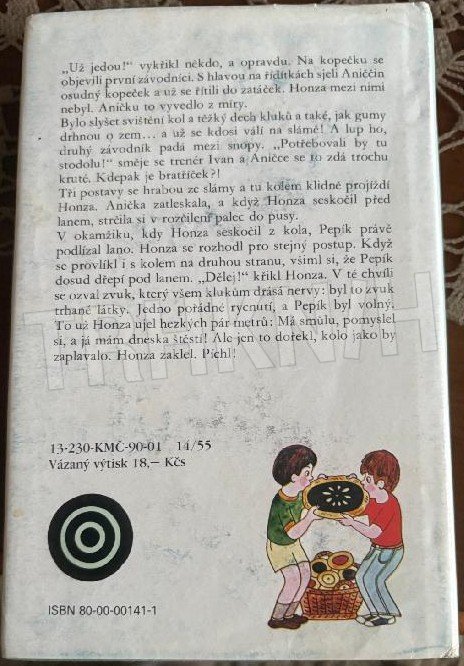 „Už jedou!“ vykřikl někdo, a opravdu. Na kopečku se
objevili první závodníci. S hlavou na řídítkách sjeli Aniččin
osudný kopeček a už se řítili do zatáček. Honza mezi nimi
nebyl. Aničku to vyvedlo z míry.
Bylo slyšet svištění kol a těžký dech kluků a také, jak gumy
drhnou o zem... a už se kdosi válí na slámě! A lup ho,
druhý závodník padá mezi snopy. „Potřebovali by tu
stodolu!“ směje se trenér Ivan a Aničce se to zdá trochu
kruté. Kdepak je bratříček?!
Tři postavy se hrabou ze slámy a tu kolem klidně projíždí
Honza. Anička zatleskala, a když Honza seskočil před
lanem, strčila si v rozčílení palec do pusy.
V okamžiku, kdy Honza seskočil z kola, Pepík právě
podlízal lano. Honza se rozhodl pro stejný postup. Když
se provlíkl i s kolem na druhou stranu, všiml si, že Pepík
dosud dřepí pod lanem. „Dělej!“ křikl Honza. V té chvíli
se ozval zvuk, který všem klukům drásá nervy: byl to zvuk
trhané látky. Jedno pořádné rycnutí, a Pepík byl volný.
To už Honza ujel hezkých pár metrů: Má smůlu, pomyslel
si, a já mám dneska štěstí! Ale jen to dořekl, kolo jako by
zaplavalo. Honza zaklel. Píchl!
13-230-KMČ-90-01 14/55
Vázaný výtisk 18,– Kčs
ISBN 80-00-00141-1